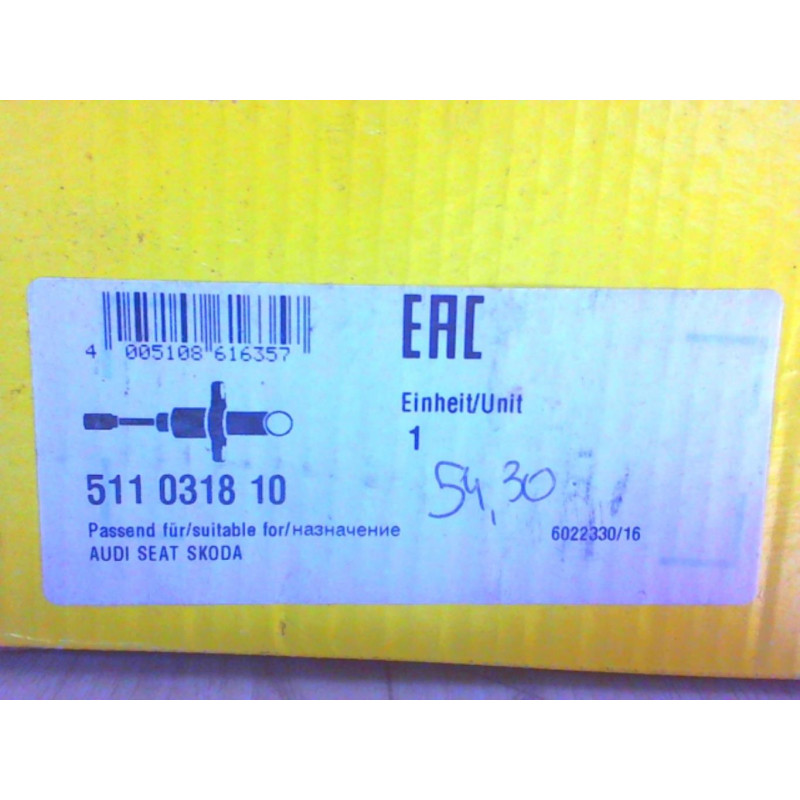 EAC
4 005108 616357
Einheit/Unit
1
511 0318 10
54,30
Passend für/suitable for/назначение
6022330/16
AUDI SEAT SKODA